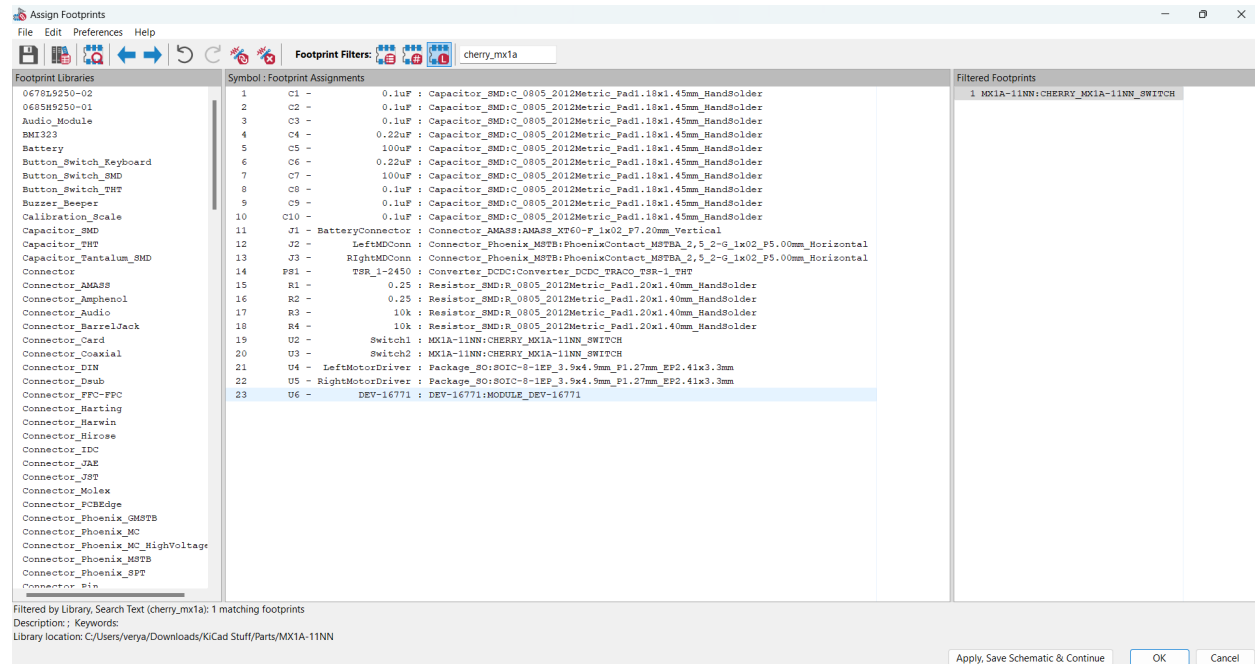 Assign Footprints
File Edit Preferences Help
Footprint Filters: cherry_mx1a
Footprint Libraries
0678L9250-02
0685H9250-01
Audio_Module
BMI323
Battery
Button_Switch_Keyboard
Button_Switch_SMD
Button_Switch_THT
Buzzer_Beeper
Calibration_Scale
Capacitor_SMD
Capacitor_THT
Capacitor_Tantalum_SMD
Connector
Connector_AMASS
Connector_Amphenol
Connector_Audio
Connector_BarrelJack
Connector_Card
Connector_Coaxial
Connector_DIN
Connector_Dsub
Connector_FFC-FPC
Connector_Harting
Connector_Harwin
Connector_Hirose
Connector_IDC
Connector_JAE
Connector_JST
Connector_Molex
Connector_PCBEdge
Connector_Phoenix_GMSTB
Connector_Phoenix_MC
Connector_Phoenix_MC_HighVoltage
Connector_Phoenix_MSTB
Connector_Phoenix_SPT
Connector_Pin
Symbol : Footprint Assignments
1 C1 - 0.1uF : Capacitor_SMD:C_0805_2012Metric_Pad1.18x1.45mm_HandSolder
2 C2 - 0.1uF : Capacitor_SMD:C_0805_2012Metric_Pad1.18x1.45mm_HandSolder
3 C3 - 0.1uF : Capacitor_SMD:C_0805_2012Metric_Pad1.18x1.45mm_HandSolder
4 C4 - 0.22uF : Capacitor_SMD:C_0805_2012Metric_Pad1.18x1.45mm_HandSolder
5 C5 - 100uF : Capacitor_SMD:C_0805_2012Metric_Pad1.18x1.45mm_HandSolder
6 C6 - 0.22uF : Capacitor_SMD:C_0805_2012Metric_Pad1.18x1.45mm_HandSolder
7 C7 - 100uF : Capacitor_SMD:C_0805_2012Metric_Pad1.18x1.45mm_HandSolder
8 C8 - 0.1uF : Capacitor_SMD:C_0805_2012Metric_Pad1.18x1.45mm_HandSolder
9 C9 - 0.1uF : Capacitor_SMD:C_0805_2012Metric_Pad1.18x1.45mm_HandSolder
10 C10 - 0.1uF : Capacitor_SMD:C_0805_2012Metric_Pad1.18x1.45mm_HandSolder
11 J1 - BatteryConnector : Connector_AMASS:AMASS_XT60-F_1x02_P7.20mm_Vertical
12 J2 - LeftMDConn : Connector_Phoenix_MSTB:PhoenixContact_MSTBA_2,5_2-G_1x02_P5.00mm_Horizontal
13 J3 - RIghtMDConn : Connector_Phoenix_MSTB:PhoenixContact_MSTBA_2,5_2-G_1x02_P5.00mm_Horizontal
14 PS1 - TSR_1-2450 : Converter_DCDC:Converter_DCDC_TRACO_TSR-1_THT
15 R1 - 0.25 : Resistor_SMD:R_0805_2012Metric_Pad1.20x1.40mm_HandSolder
16 R2 - 0.25 : Resistor_SMD:R_0805_2012Metric_Pad1.20x1.40mm_HandSolder
17 R3 - 10k : Resistor_SMD:R_0805_2012Metric_Pad1.20x1.40mm_HandSolder
18 R4 - 10k : Resistor_SMD:R_0805_2012Metric_Pad1.20x1.40mm_HandSolder
19 U2 - Switch1 : MX1A-11NN:CHERRY_MX1A-11NN_SWITCH
20 U3 - Switch2 : MX1A-11NN:CHERRY_MX1A-11NN_SWITCH
21 U4 - LeftMotorDriver : Package_SO:SOIC-8-1EP_3.9x4.9mm_P1.27mm_EP2.41x3.3mm
22 U5 - RightMotorDriver : Package_SO:SOIC-8-1EP_3.9x4.9mm_P1.27mm_EP2.41x3.3mm
23 U6 - DEV-16771 : DEV-16771:MODULE_DEV-16771
Filtered Footprints
1 MX1A-11NN:CHERRY_MX1A-11NN_SWITCH
Filtered by Library, Search Text (cherry_mx1a): 1 matching footprints
Description: ; Keywords:
Library location: C:/Users/verya/Downloads/KiCad Stuff/Parts/MX1A-11NN
Apply, Save Schematic & Continue OK Cancel